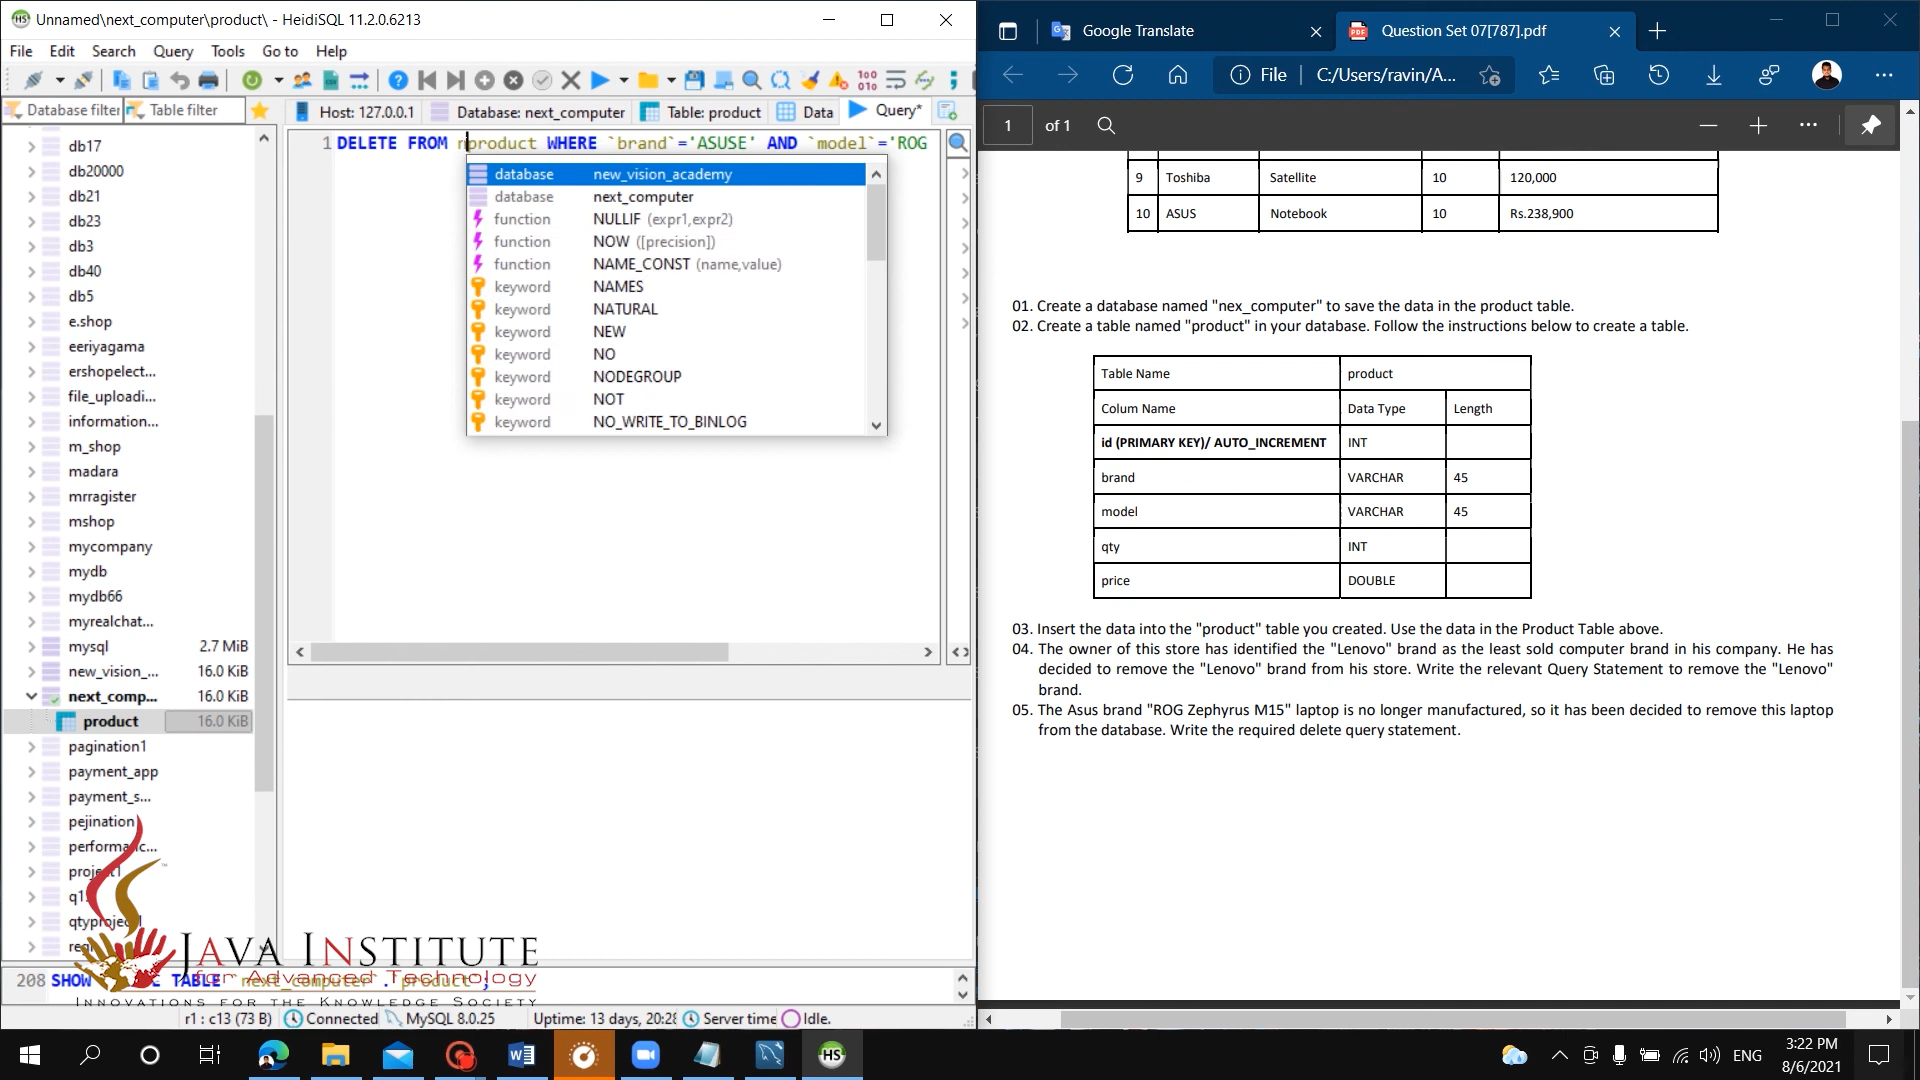 Unnamed\next_computer\product\ - HeidiSQL 11.2.0.6213
File Edit Search Query Tools Go to Help
Database filter Table filter Host: 127.0.0.1 Database: next_computer Table: product Data Query*
db17
db20000
db21
db23
db3
db40
db5
e.shop
eeriyagama
ershopelect...
file_uploadi...
information...
m_shop
madara
mrragister
mshop
mycompany
mydb
mydb66
myrealchat...
mysql 2.7 MiB
new_vision_... 16.0 KiB
next_comp... 16.0 KiB
product 16.0 KiB
pagination1
payment_app
payment_s...
pejination
1 DELETE FROM nproduct WHERE `brand`='ASUSE' AND `model`='ROG
database new_vision_academy
database next_computer
function NULLIF (expr1,expr2)
function NOW ([precision])
function NAME_CONST (name,value)
keyword NAMES
keyword NATURAL
keyword NEW
keyword NO
keyword NODEGROUP
keyword NOT
keyword NO_WRITE_TO_BINLOG
JAVA INSTITUTE
for Advanced Technology
INNOVATIONS FOR THE KNOWLEDGE SOCIETY
208 SHOW TABLE `next_computer`.`product`;
r1 : c13 (73 B) Connected MySQL 8.0.25 Uptime: 13 days, 20:28 Server time Idle.
Google Translate Question Set 07[787].pdf
File C:/Users/ravin/A...
1 of 1
9 Toshiba Satellite 10 120,000
10 ASUS Notebook 10 Rs.238,900
01. Create a database named "nex_computer" to save the data in the product table.
02. Create a table named "product" in your database. Follow the instructions below to create a table.
Table Name product
Colum Name Data Type Length
id (PRIMARY KEY)/ AUTO_INCREMENT INT
brand VARCHAR 45
model VARCHAR 45
qty INT
price DOUBLE
03. Insert the data into the "product" table you created. Use the data in the Product Table above.
04. The owner of this store has identified the "Lenovo" brand as the least sold computer brand in his company. He has
decided to remove the "Lenovo" brand from his store. Write the relevant Query Statement to remove the "Lenovo"
brand.
05. The Asus brand "ROG Zephyrus M15" laptop is no longer manufactured, so it has been decided to remove this laptop
from the database. Write the required delete query statement.
ENG
3:22 PM
8/6/2021